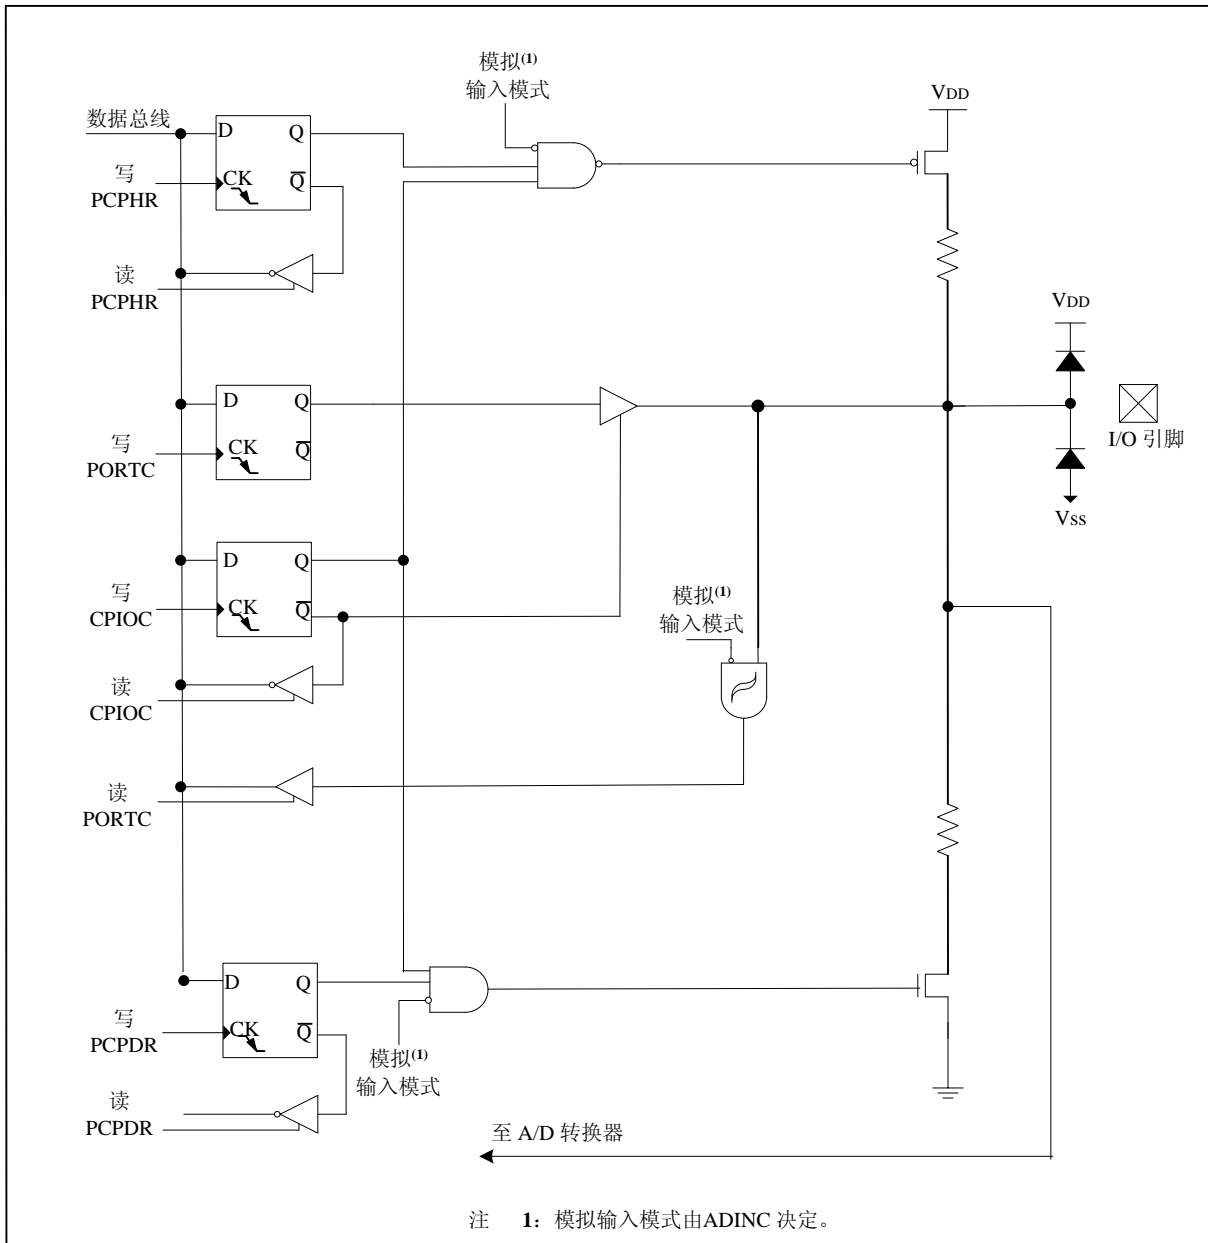 模拟(1)
输入模式
VDD
数据总线
D Q
写
PCPHR
CK Q
读
PCPHR
VDD
D Q
I/O 引脚
写
PORTC
CK Q
Vss
D Q
写
CPIOC
CK Q
模拟(1)
输入模式
读
CPIOC
读
PORTC
D Q
写
PCPDR
CK Q
模拟(1)
输入模式
读
PCPDR
至 A/D 转换器
注 1: 模拟输入模式由ADINC 决定。